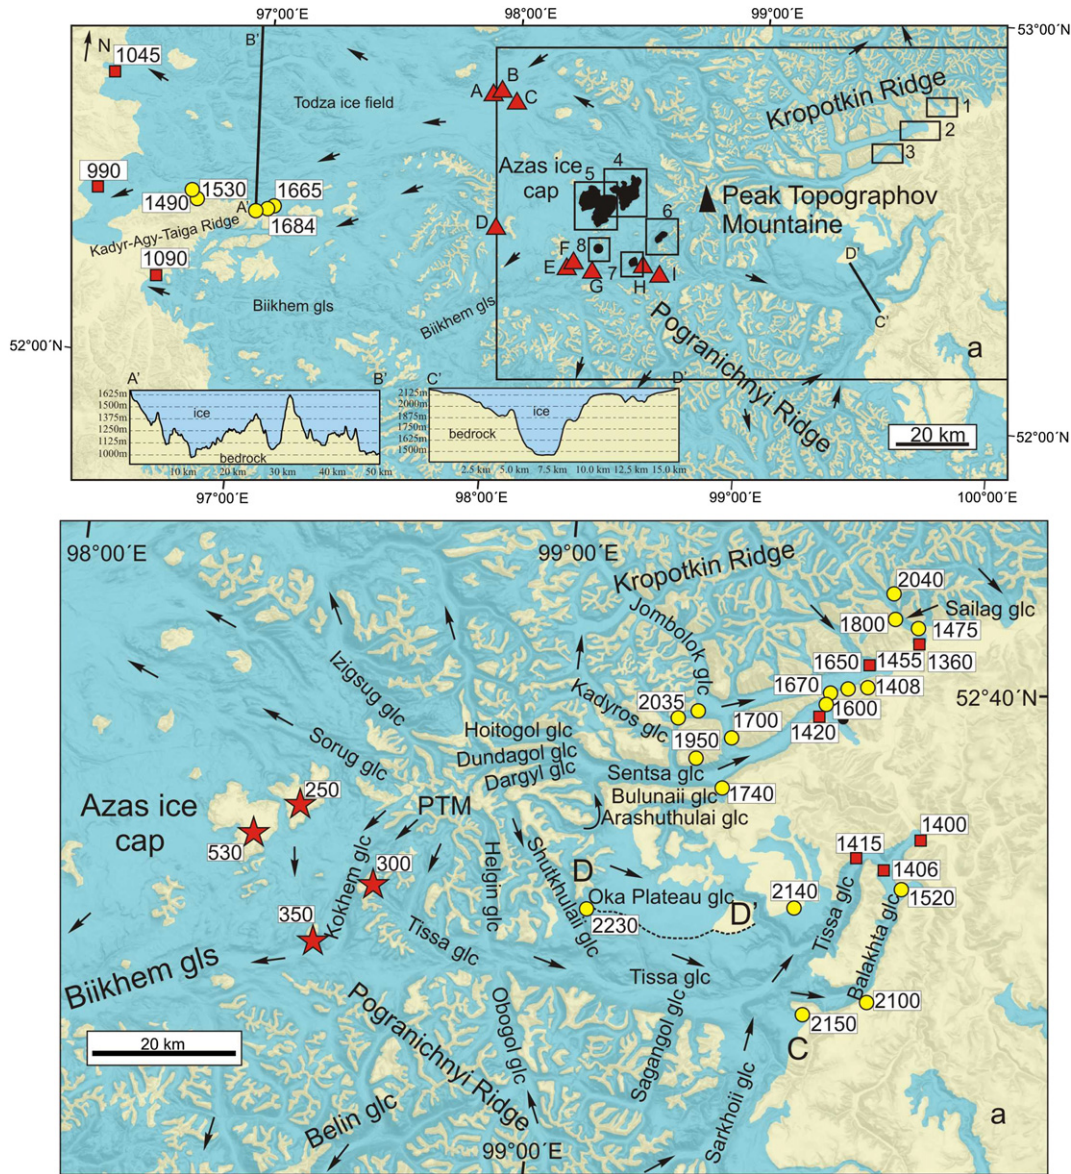 97°00′00″E
98°00′00″E
99°00′00″E
53°00′00″N
N
1045
B'
Todza ice field
A
B
C
Kropotkin Ridge
1
2
3
990
1530
1490
1665
A'
1684
Kadyr-Agy-Taiga Ridge
1090
Azas ice
cap
4
5
6
Peak Topographov
Mountaine
D
F
8
E
G
7
H
I
D'
C'
Biikhem gls
Biikhem gls
Pogranichnyi Ridge
52°00′N
a
20 km
A'
B'
1625m
1500m
1375m
1250m
1125m
1000m
ice
bedrock
10 km
20 km
30 km
40 km
50 km
C'
D'
2125m
2000m
1875m
1750m
1625m
1500m
ice
bedrock
2.5 km
5.0 km
7.5 km
10.0 km
12,5 km
15.0 km
52°00′N
97°00′E
98°00′E
99°00′E
100°00′E
98°00′E
99°00′E
Kropotkin Ridge
2040
Sailag glc
1800
1475
Jombolok glc
1650
1455
1360
1670
1408
52°40′N
Izigsug glc
Kadyros glc
2035
1600
1700
1420
Hoitogol glc
1950
Sorug glc
Dundagol glc
Dargyl glc
Sentsa glc
Bulunaii glc
1740
Arashuthulai glc
250
Azas ice
cap
PTM
530
1400
1415
300
Kokhem glc
Helgin glc
Shutkhulaii glc
D
Oka Plateau glc
2140
1406
1520
D'
2230
350
Tissa glc
Tissa glc
Balakhta glc
Biikhem gls
Tissa glc
2100
2150
C
Pogranichnyi Ridge
Obogol glc
Sagangol glc
20 km
Sarkhoii glc
Belin glc
a
99°00′E